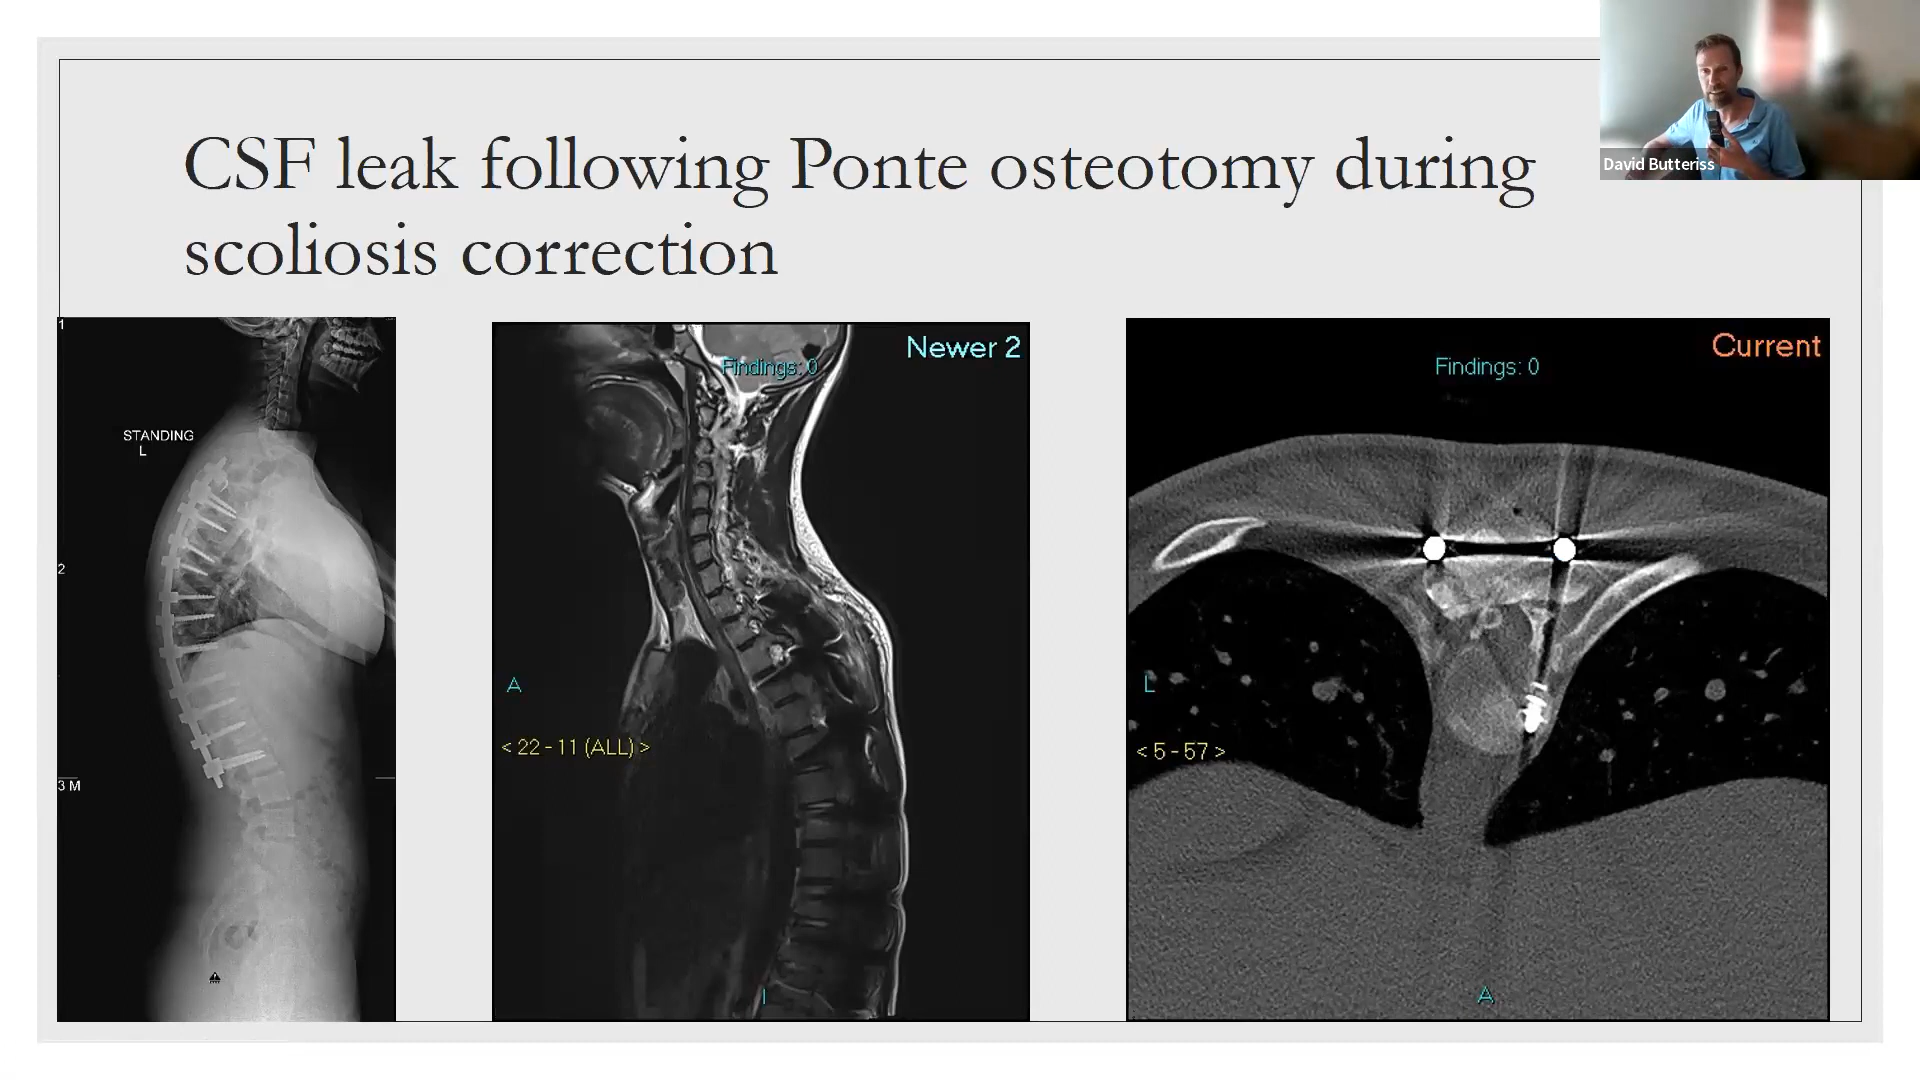 David Butteriss
CSF leak following Ponte osteotomy during
scoliosis correction
1
STANDING
L
2
3 M
Newer 2
Findings: 0
A
< 22 - 11 (ALL) >
I
Current
Findings: 0
L
< 5 - 57 >
A